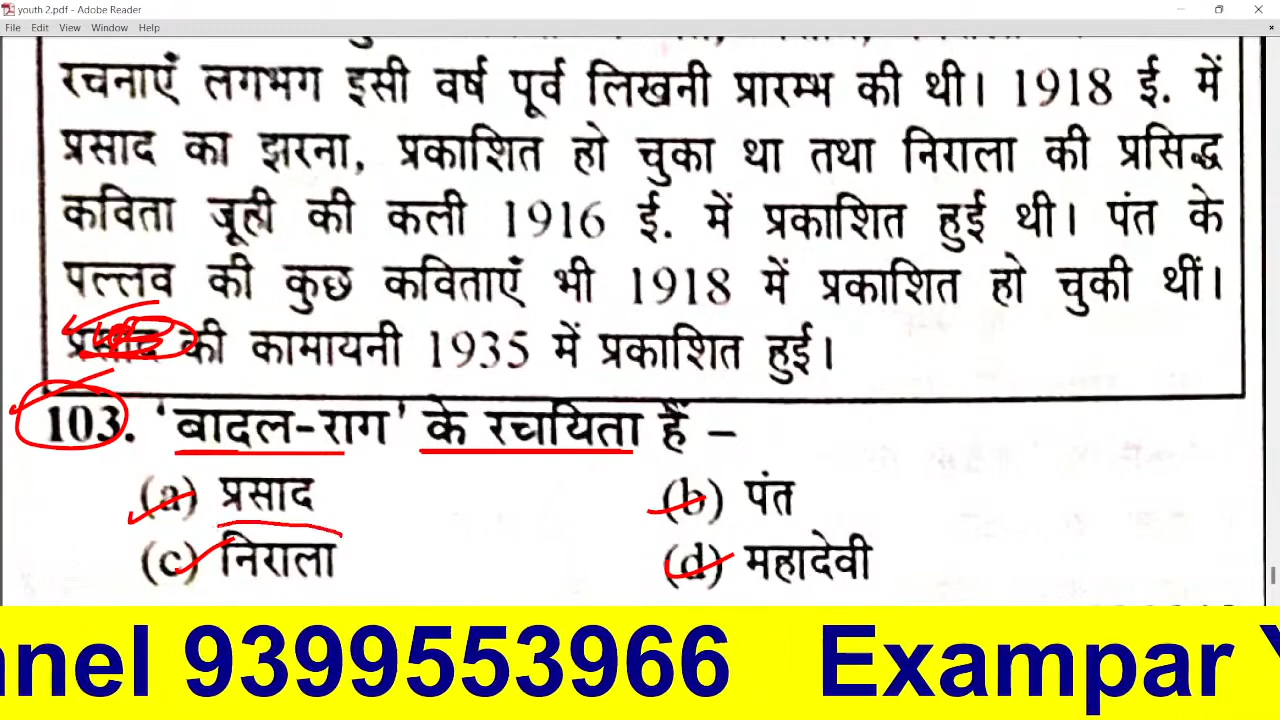 youth 2.pdf - Adobe Reader
File Edit View Window Help
रचनाएँ लगभग इसी वर्ष पूर्व लिखनी प्रारम्भ की थी। 1918 ई. में
प्रसाद का झरना, प्रकाशित हो चुका था तथा निराला की प्रसिद्ध
कविता जूही की कली 1916 ई. में प्रकाशित हुई थी। पंत के
पल्लव की कुछ कविताएँ भी 1918 में प्रकाशित हो चुकी थीं।
प्रसाद की कामायनी 1935 में प्रकाशित हुई।
103. 'बादल-राग' के रचयिता हैं –
(a) प्रसाद (b) पंत
(c) निराला (d) महादेवी
nnel 9399553966 Exampar Y